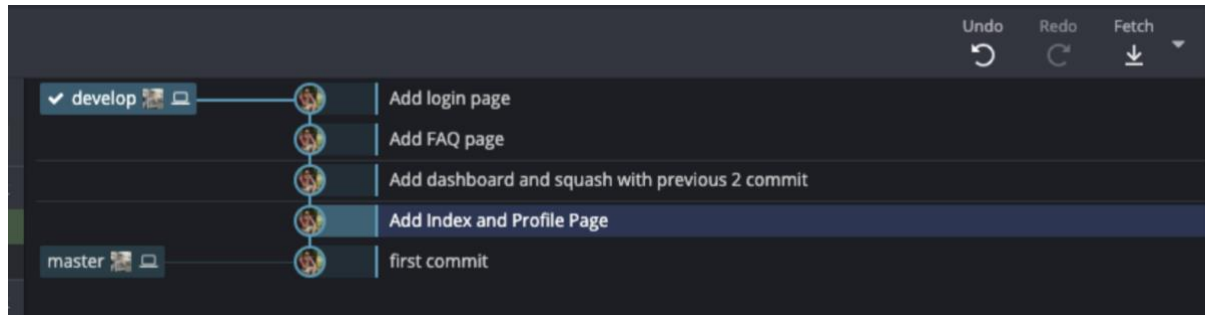 Undo Redo Fetch
develop Add login page
Add FAQ page
Add dashboard and squash with previous 2 commit
Add Index and Profile Page
master first commit